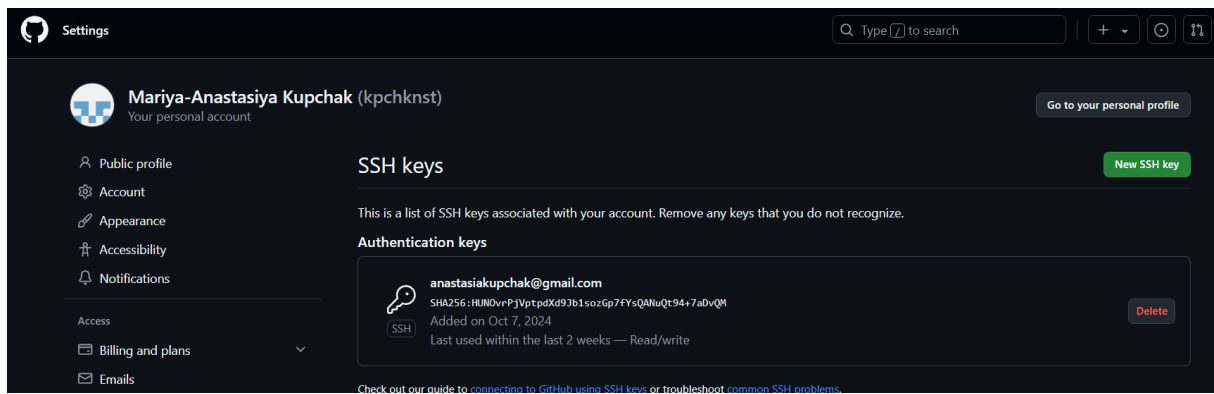 Settings
Type / to search
Mariya-Anastasiya Kupchak (kpchknst)
Your personal account
Go to your personal profile
Public profile
Account
Appearance
Accessibility
Notifications
Access
Billing and plans
Emails
SSH keys
New SSH key
This is a list of SSH keys associated with your account. Remove any keys that you do not recognize.
Authentication keys
anastasiakupchak@gmail.com
SHA256:HUNOvrPjVptpdXd9Jb1sozGp7fYsQANuQt94+7aDvQM
SSH
Added on Oct 7, 2024
Last used within the last 2 weeks — Read/write
Delete
Check out our guide to connecting to GitHub using SSH keys or troubleshoot common SSH problems.